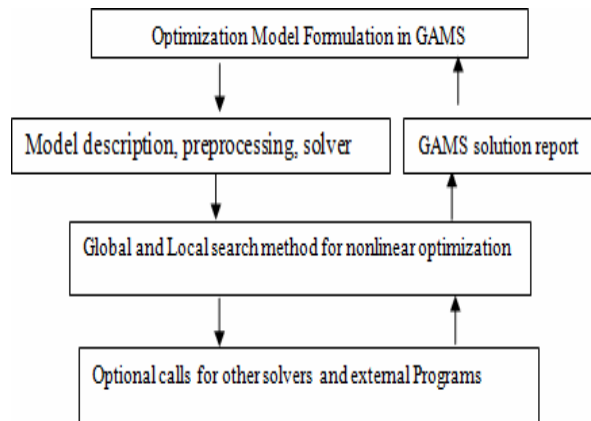 Optimization Model Formulation in GAMS
Model description, preprocessing, solver
GAMS solution report
Global and Local search method for nonlinear optimization
Optional calls for other solvers and external Programs